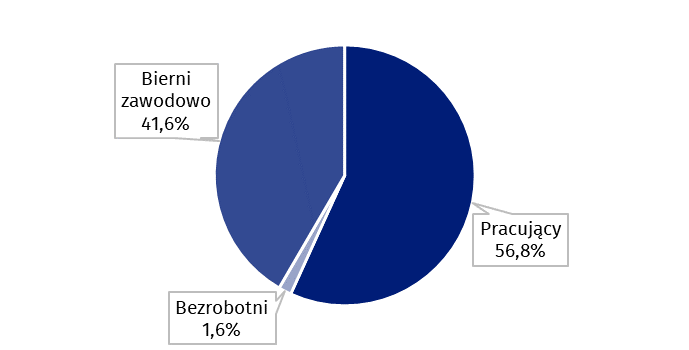 Bierni
zawodowo
41,6%
Pracujący
56,8%
Bezrobotni
1,6%